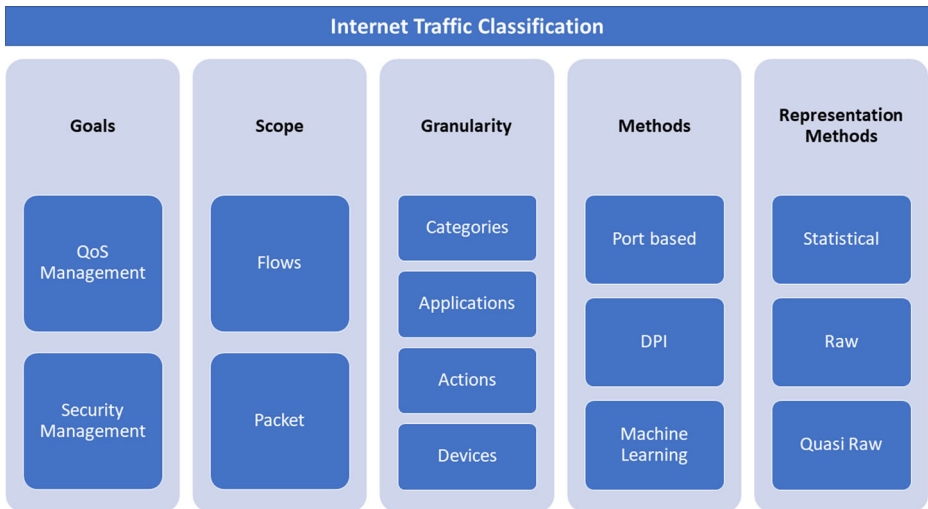 Internet Traffic Classification
Goals
QoS
Management
Security
Management
Scope
Flows
Packet
Granularity
Categories
Applications
Actions
Devices
Methods
Port based
DPI
Machine
Learning
Representation
Methods
Statistical
Raw
Quasi Raw